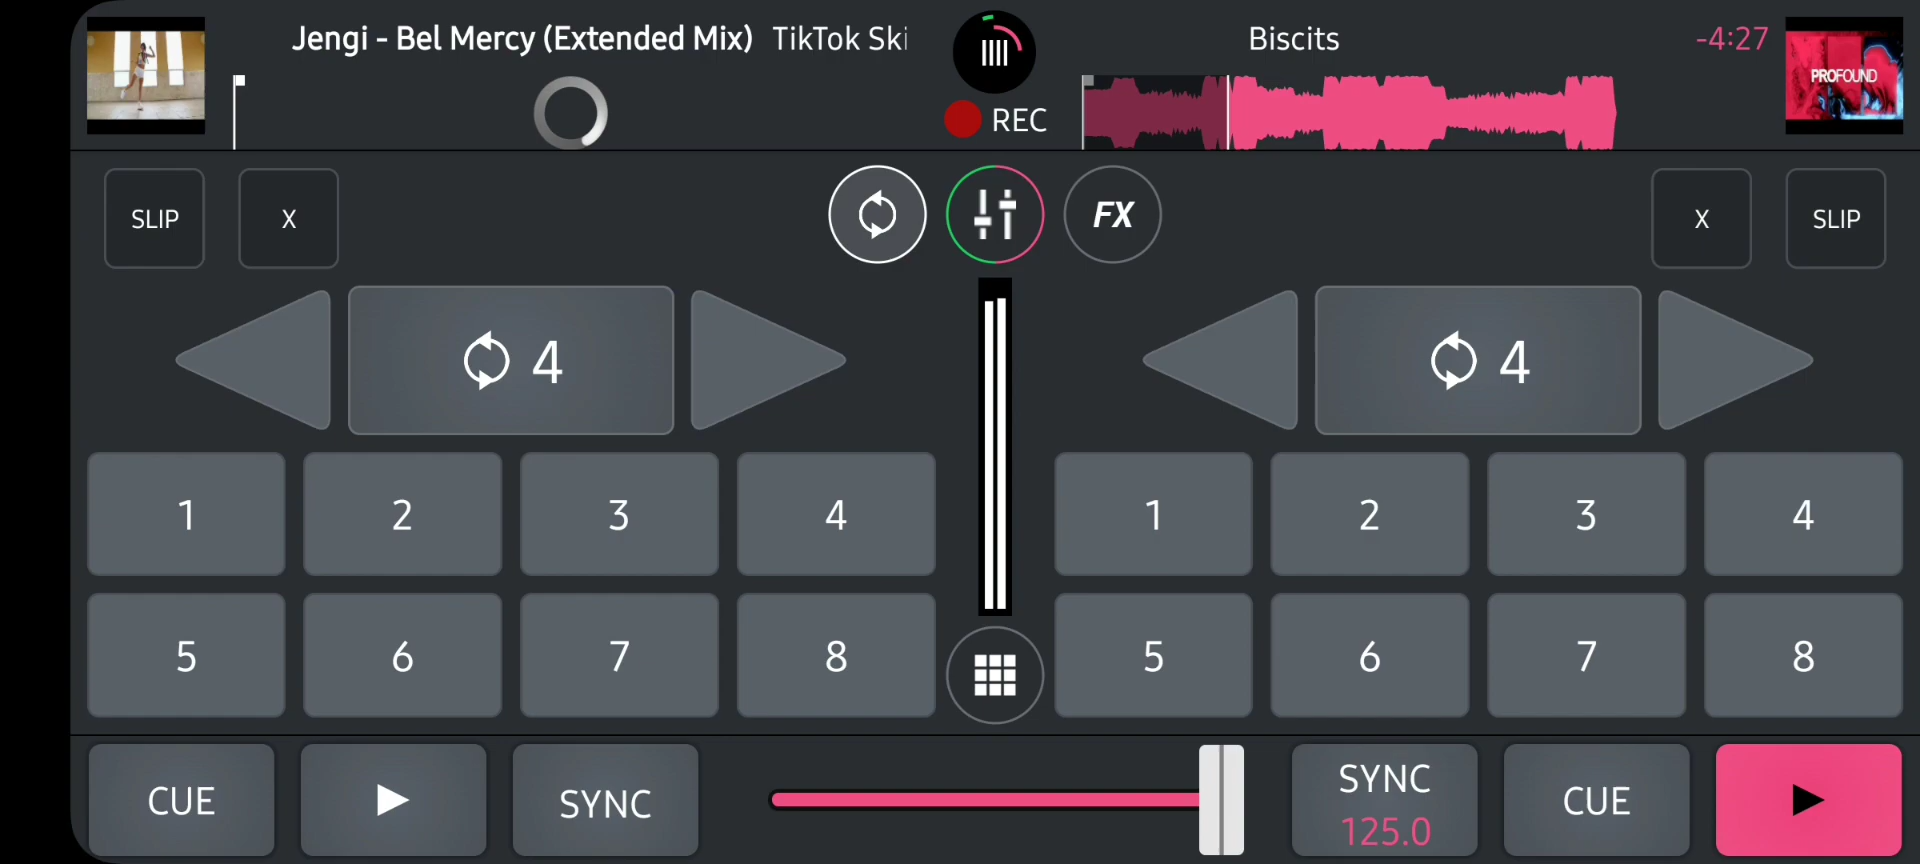 Jengi - Bel Mercy (Extended Mix) TikTok Ski
Biscits
-4:27
PROFOUND
REC
SLIP X
FX
X SLIP
4
4
1 2 3 4
1 2 3 4
5 6 7 8
5 6 7 8
CUE
SYNC
SYNC
125.0
CUE